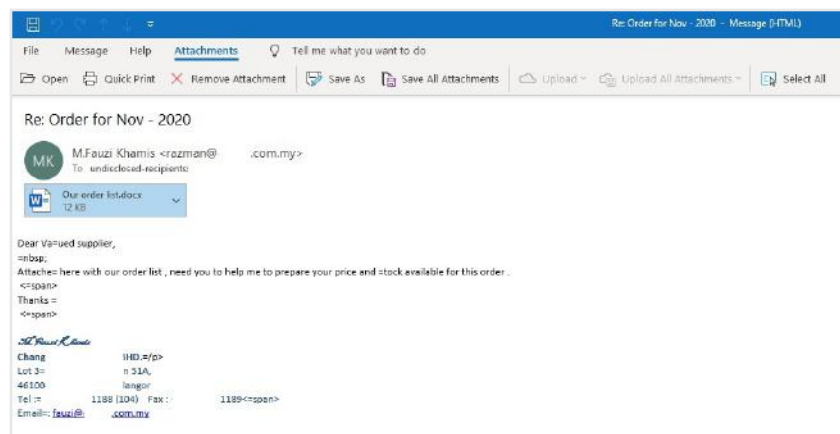 Re: Order for Nov - 2020 - Message (HTML)
File Message Help Attachments Tell me what you want to do
Open Quick Print Remove Attachment Save As Save All Attachments Upload Upload All Attachments Select All
Re: Order for Nov - 2020
MK
M.Fauzi Khamis <razman@ .com.my>
To undisclosed-recipients:
Our order list.docx
12 KB
Dear Va=ued supplier,
=nbsp;
Attache= here with our order list , need you to help me to prepare your price and =tock available for this order .
<=span>
Thanks =
<=span>
Chang IHD.=/p>
Lot 3= n 51A,
46100 langor
Tel := 1188 (104) Fax : 1189<=span>
Email=: fauzi@ .com.my